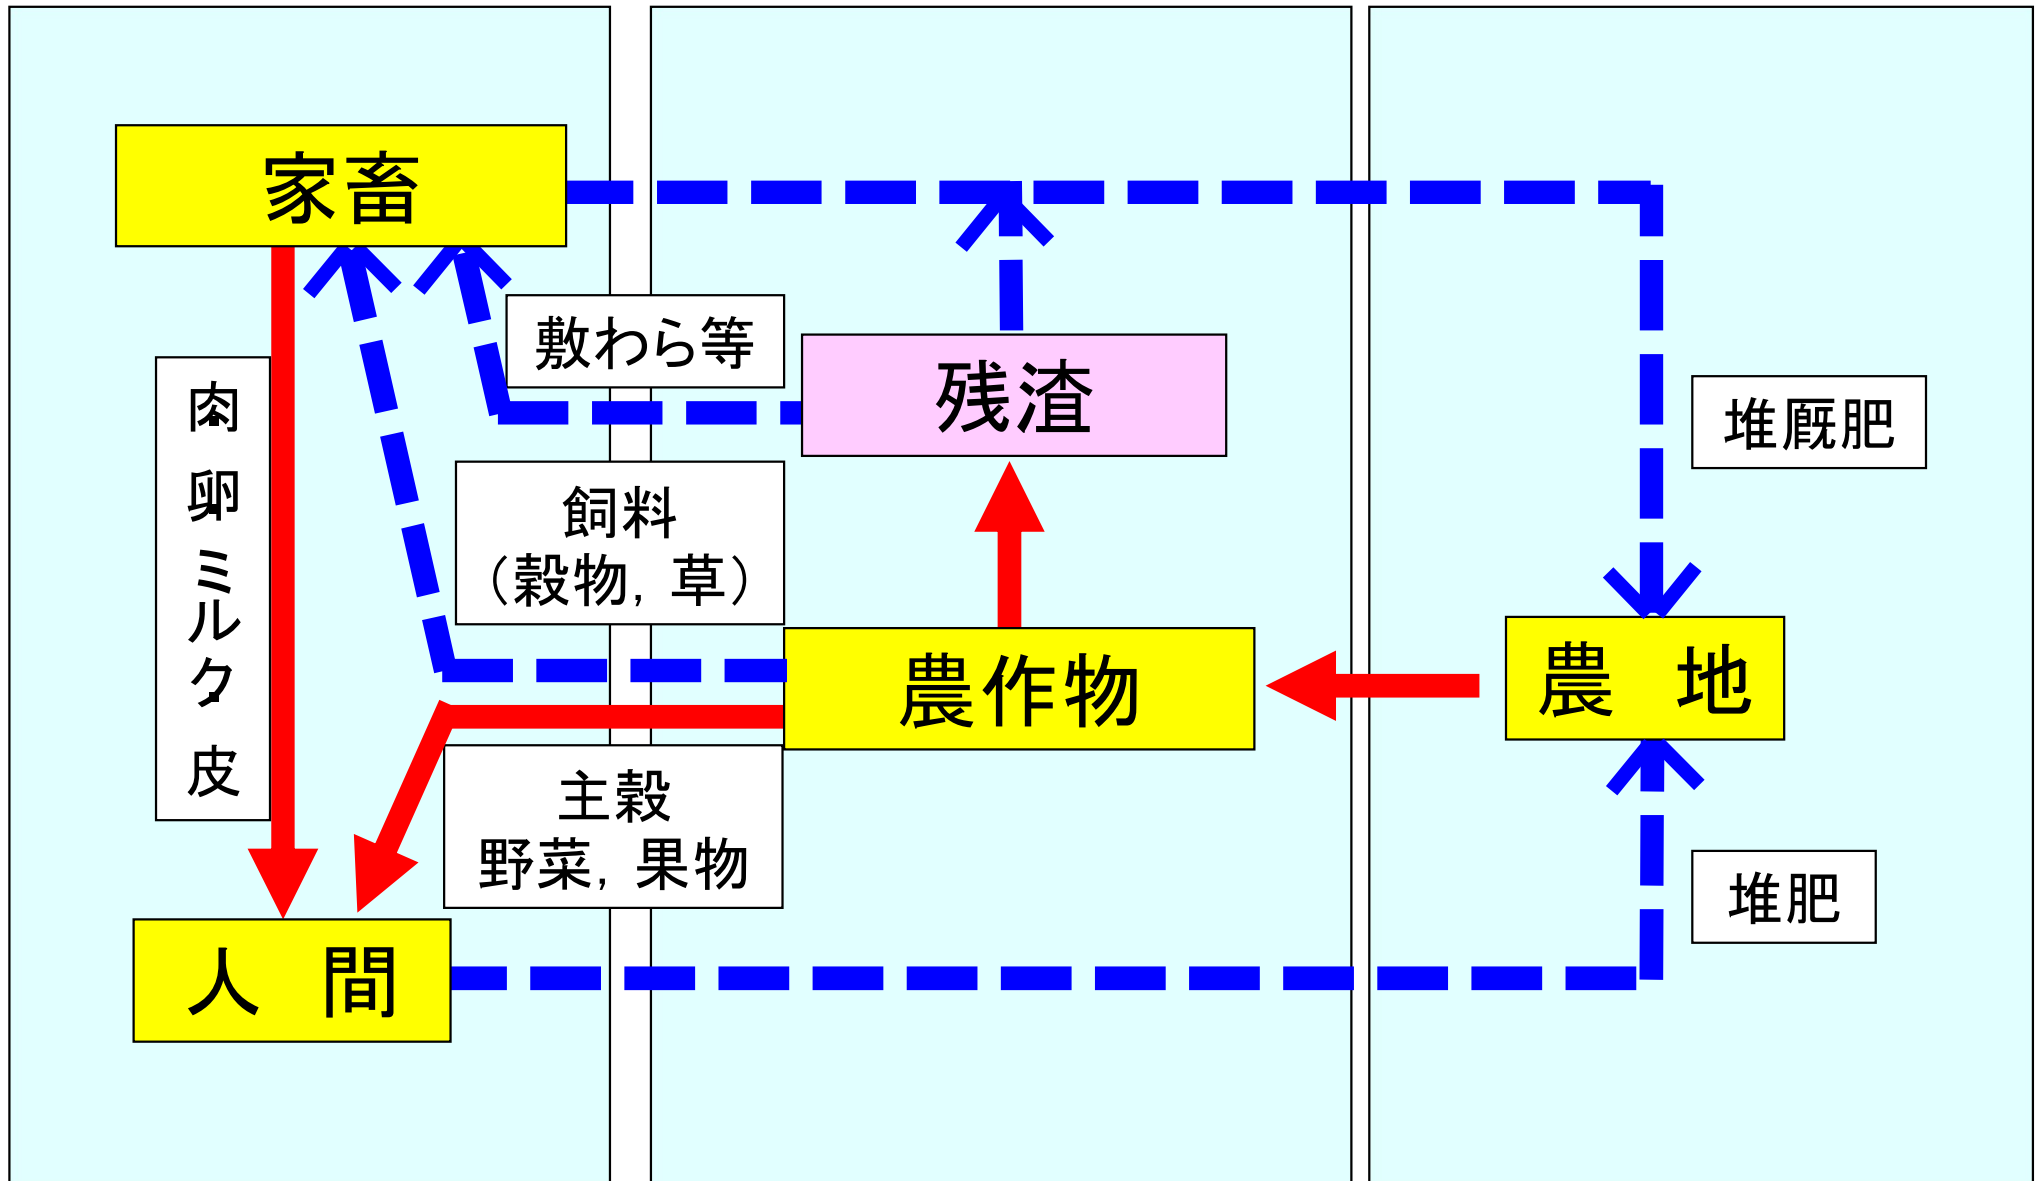 家畜
敷わら等
残渣
肉・卵・ミルク・皮
堆厩肥
飼料
（穀物，草）
農作物
農　地
主穀
野菜，果物
堆肥
人　間